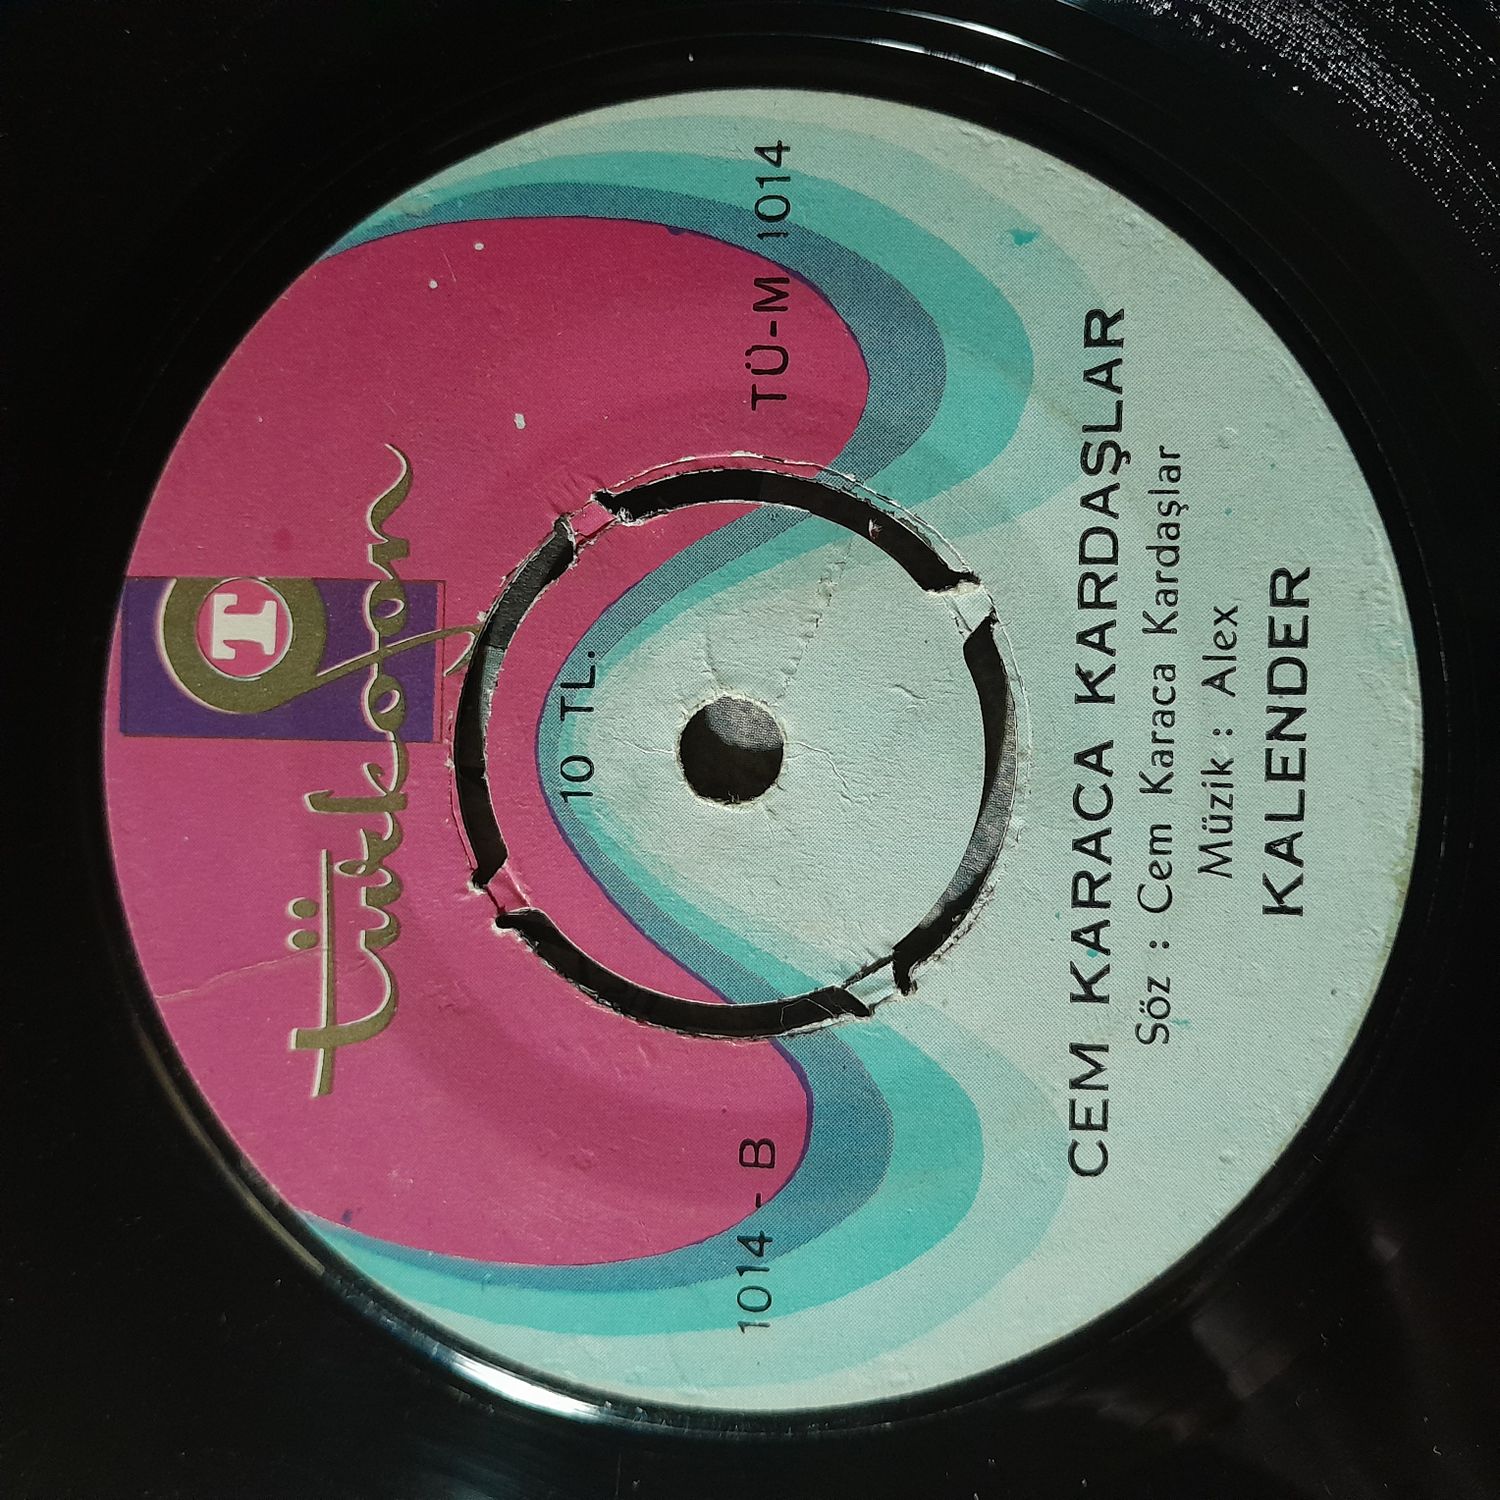 T
türkofon
10 TL.
1014 - B
TÜ-M 1014
CEM KARACA KARDAŞLAR
Söz : Cem Karaca Kardaşlar
Müzik : Alex
KALENDER